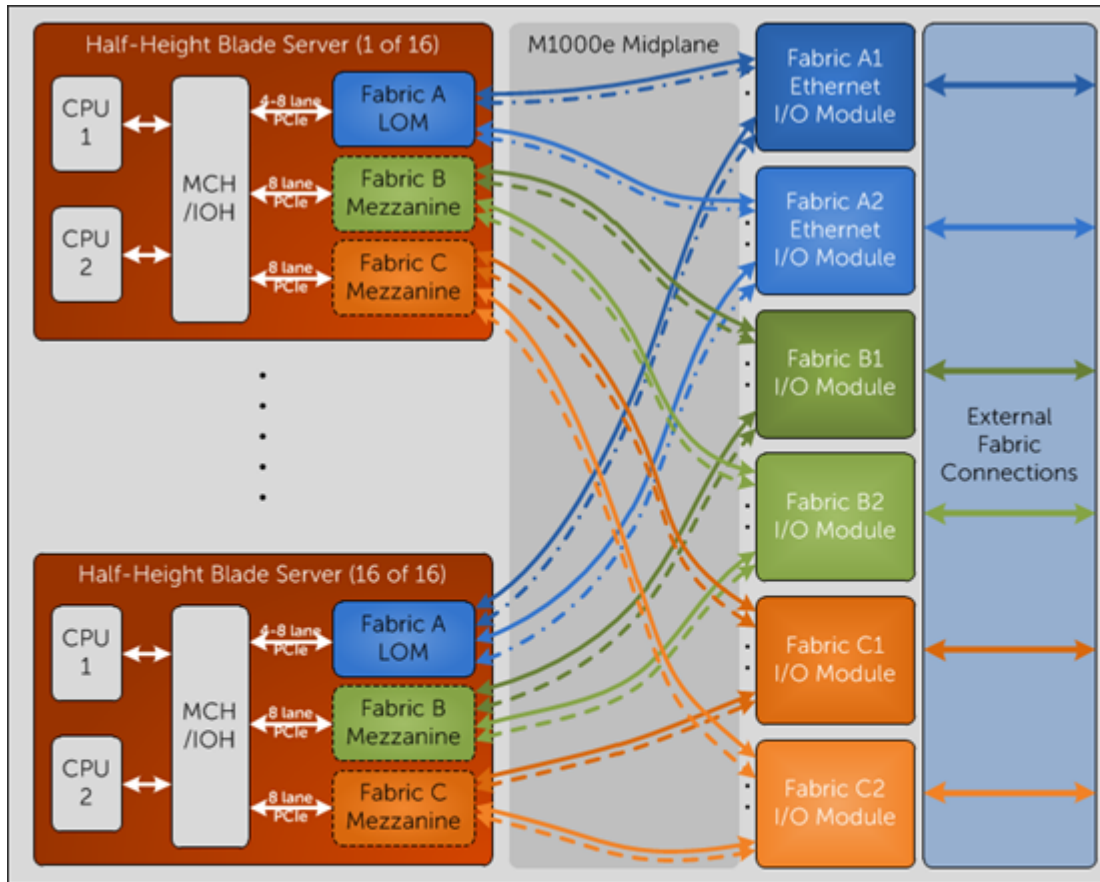 Half-Height Blade Server (1 of 16)
CPU
1
CPU
2
MCH
/IOH
4-8 lane
PCIe
8 lane
PCIe
8 lane
PCIe
Fabric A
LOM
Fabric B
Mezzanine
Fabric C
Mezzanine
Half-Height Blade Server (16 of 16)
CPU
1
CPU
2
MCH
/IOH
4-8 lane
PCIe
8 lane
PCIe
8 lane
PCIe
Fabric A
LOM
Fabric B
Mezzanine
Fabric C
Mezzanine
M1000e Midplane
Fabric A1
Ethernet
I/O Module
Fabric A2
Ethernet
I/O Module
Fabric B1
I/O Module
Fabric B2
I/O Module
Fabric C1
I/O Module
Fabric C2
I/O Module
External
Fabric
Connections